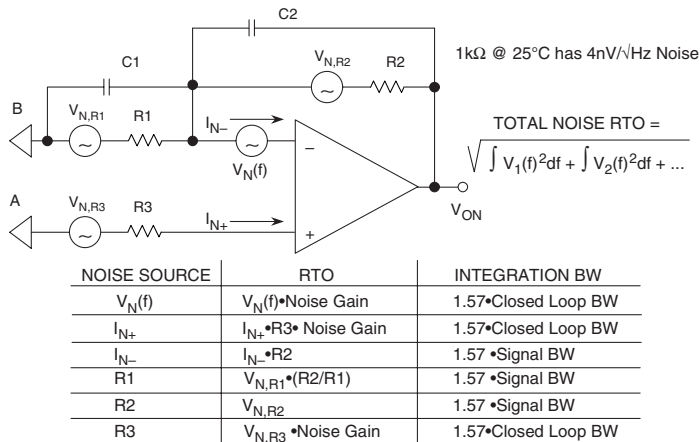 C2
1kΩ @ 25°C has 4nV/√Hz Noise
C1
V_N,R2
R2
B
V_N,R1
R1
I_N–
~
~
–
V_N(f)
~
TOTAL NOISE RTO =
√ ∫ V_1(f)^2df + ∫ V_2(f)^2df + ...
A
V_N,R3
R3
I_N+
~
+
V_ON
NOISE SOURCE RTO INTEGRATION BW
V_N(f) V_N(f)•Noise Gain 1.57•Closed Loop BW
I_N+ I_N+•R3• Noise Gain 1.57•Closed Loop BW
I_N– I_N–•R2 1.57 •Signal BW
R1 V_N,R1•(R2/R1) 1.57 •Signal BW
R2 V_N,R2 1.57 •Signal BW
R3 V_N,R3 •Noise Gain 1.57•Closed Loop BW